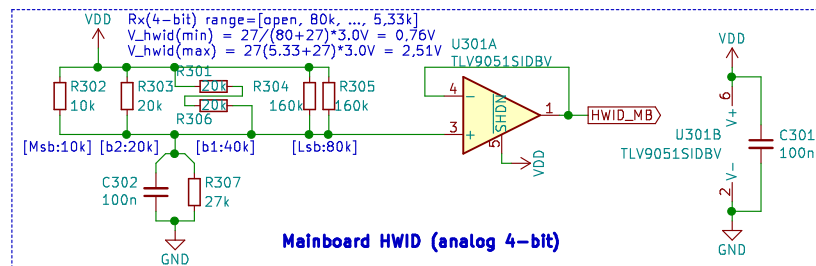 Rx(4-bit) range=[open, 80k, ..., 5,33k]
V_hwid(min) = 27/(80+27)*3.0V = 0,76V
V_hwid(max) = 27(5.33+27)*3.0V = 2,51V
VDD
R302
10k
R303
20k
R301
20k
20k
R306
R304
160k
R305
160k
[Msb:10k]
[b2:20k]
[b1:40k]
[Lsb:80k]
C302
100n
R307
27k
GND
U301A
TLV9051SIDBV
4
3
1
5
SHDN
VDD
HWID_MB
VDD
6
V+
U301B
TLV9051SIDBV
V-
2
C301
100n
GND
Mainboard HWID (analog 4-bit)